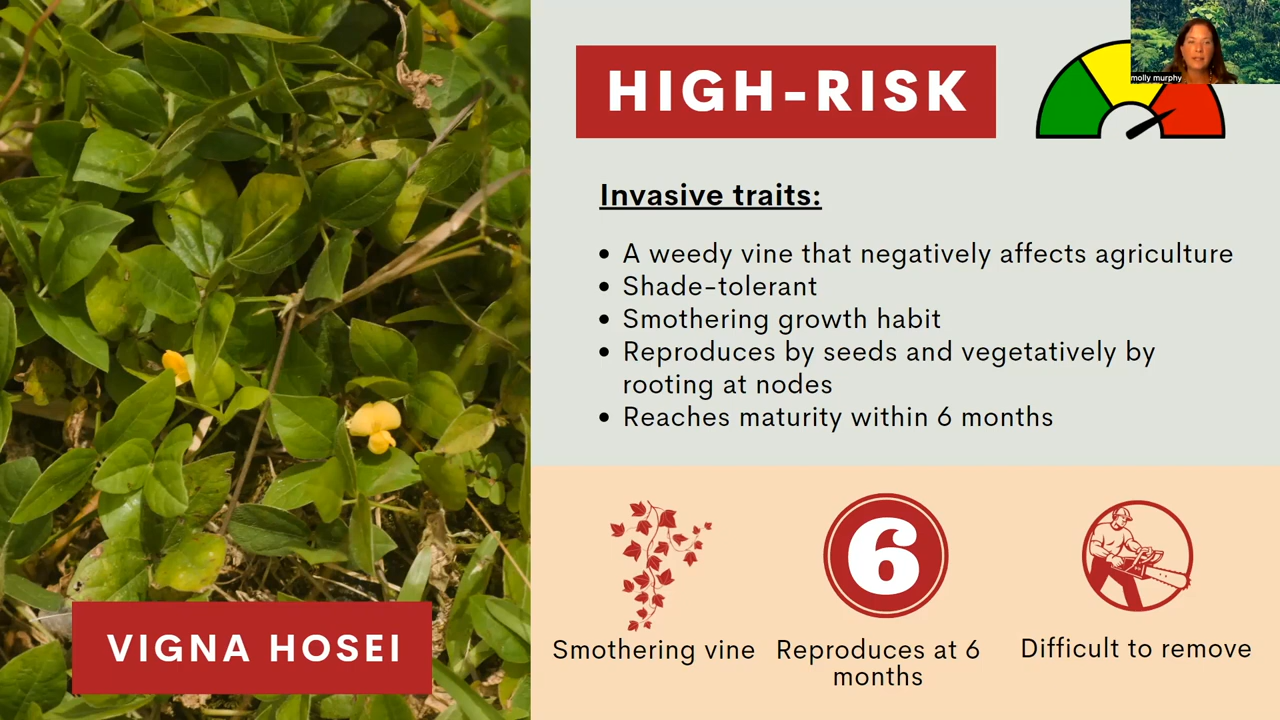 HIGH-RISK
molly murphy
Invasive traits:
• A weedy vine that negatively affects agriculture
• Shade-tolerant
• Smothering growth habit
• Reproduces by seeds and vegetatively by
rooting at nodes
• Reaches maturity within 6 months
6
Smothering vine
Reproduces at 6
months
Difficult to remove
VIGNA HOSEI